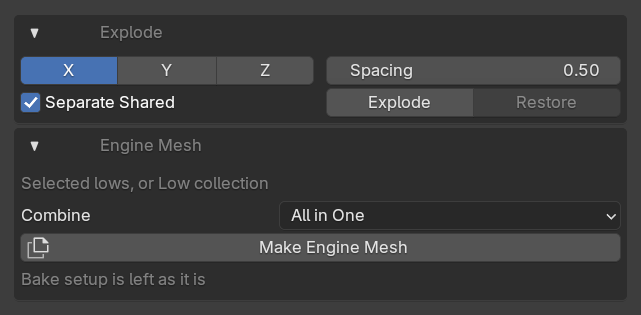 Explode
X Y Z Spacing 0.50
Separate Shared Explode Restore
Engine Mesh
Selected lows, or Low collection
Combine All in One
Make Engine Mesh
Bake setup is left as it is